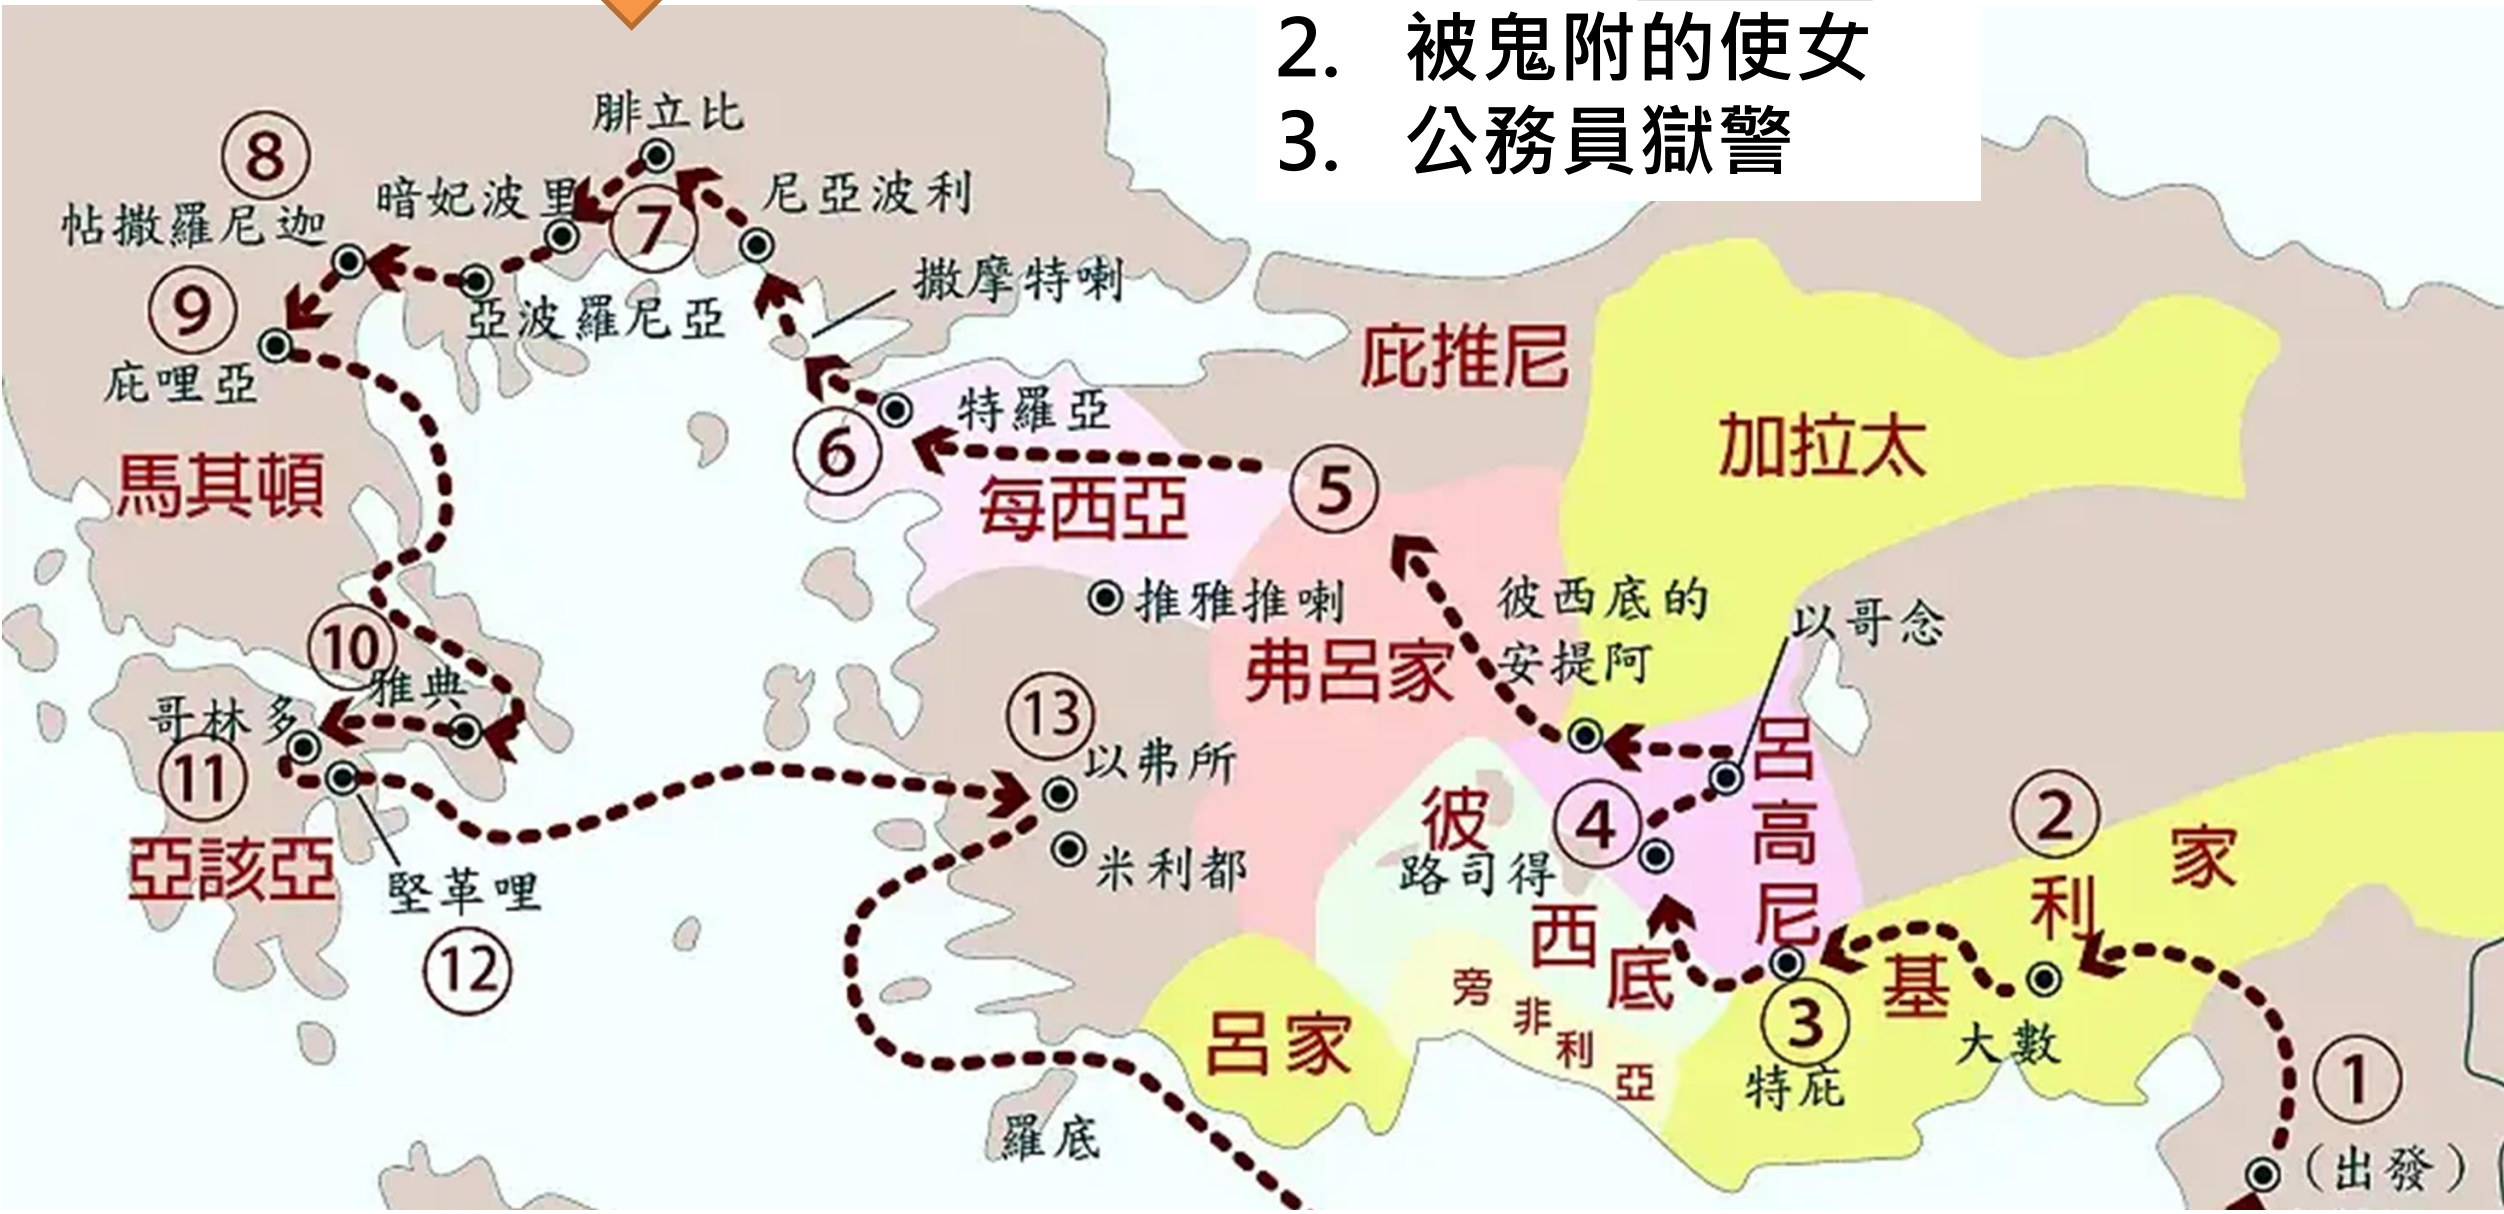 2. 被鬼附的使女
3. 公務員獄警
腓立比
⑧
暗妃波里
尼亞波利
帖撒羅尼迦
⑦
撒摩特喇
⑨
亞波羅尼亞
庇推尼
庇哩亞
特羅亞
加拉太
⑥
馬其頓
⑤
每西亞
推雅推喇
彼西底的
安提阿
以哥念
⑩
弗呂家
雅典
哥林多
⑬
以弗所
⑪
呂高尼
④
②
彼西底
亞該亞
米利都
路司得
堅革哩
基利家
⑫
旁非利亞
呂家
③
大數
特庇
①
羅底
（出發）